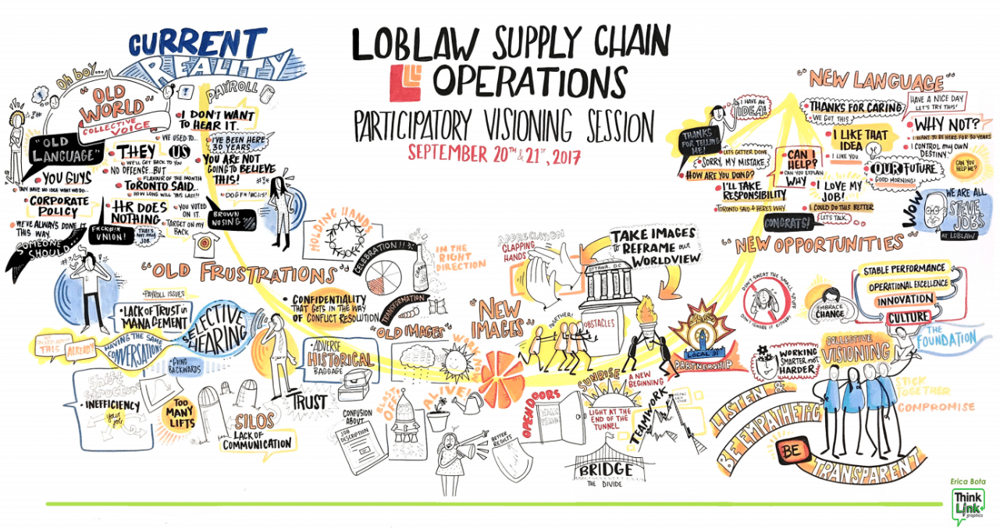 CURRENT
REALITY
LOBLAW SUPPLY CHAIN
OPERATIONS
PARTICIPATORY VISIONING SESSION
SEPTEMBER 20TH & 21ST, 2017
Oh boy...
"OLD
WORLD"
COLLECTIVE
VOICE
PAYROLL
I DON'T WANT
TO HEAR IT.
"OLD
LANGUAGE"
WE USED TO...
THEY
US
WE'LL GET BACK TO YOU
I'VE BEEN HERE
30 YEARS
NO OFFENCE...BUT
FLAVOUR OF THE MONTH
YOU ARE NOT
GOING TO BELIEVE
THIS!
YOU GUYS
THEY HAVE NO IDEA WHAT WE DO...
TORONTO SAID...
HOW LONG WILL THIS LAST?!
CORPORATE
POLICY
HR DOES
NOTHING
YOU VOTED
ON IT.
BROWN
NOSING
WE'VE ALWAYS DONE IT
THIS WAY.
UNION!
THAT'S
NOT MY
JOB
TARGET ON MY
BACK
SOMEONE
SHOULD...
"OLD FRUSTRATIONS"
PAYROLL ISSUES
LACK OF TRUST in
MANAGEMENT
SELECTIVE
HEARING
THIS
ALREADY
HAVING THE SAME
CONVERSATIONS
GOING
BACKWARDS
INEFFICIENCY
your
job
TOO
MANY
LIFTS
SILOS
LACK OF
COMMUNICATION
CONFIDENTIALITY
THAT GETS IN THE WAY
OF CONFLICT RESOLUTION
ADVERSE
HISTORICAL
BAGGAGE
TRUST
CONFUSION
ABOUT
JOB
DESCRIPTION
HOLDING HANDS
CELEBRATION!!
IN THE
RIGHT
DIRECTION
TRANSFORMATION
"OLD IMAGES"
"NEW
IMAGES"
BLAST
OFF!
ALIVE!
BETTER
RESULTS
APPRECIATION
CLAPPING
HANDS
TAKE IMAGES
to REFRAME our
WORLDVIEW
OTTAWA, DC
TOGETHER!
OBSTACLES
OPEN DOORS
SUNRISE
LIGHT AT THE
END OF THE
TUNNEL
A NEW
BEGINNING
TEAMWORK
BRIDGE
THE DIVIDE
LOCAL
PARTNERSHIP
"NEW LANGUAGE"
I HAVE AN
IDEA!
THANKS FOR CARING
WE GOT THIS
HAVE A NICE DAY
LET'S TRY THIS!
THANKS
FOR TELLING
ME!
I LIKE THAT
IDEA
I LIKE YOU.
WHY NOT?
I WANT TO BE HERE FOR 30 YEARS
LETS GETTER DONE
SORRY, MY MISTAKE
CAN I
HELP?
CAN YOU EXPLAIN
WHY
I CONTROL my OWN
DESTINY.
HOW ARE YOU DOING?
OUR FUTURE
GOOD MORNING!
CAN YOU
HELP ME?
I'LL TAKE
RESPONSIBILITY
I LOVE MY
JOB!
TORONTO SAID & HERES WHY
I COULD DO THIS BETTER
LET'S TALK
CONGRATS!
WOW
WE ARE ALL
STEVE
JOBS
AT LOBLAW
"NEW OPPORTUNITIES"
DON'T SWEAT THE SMALL STUFF
DON'T IGNORE IT EITHER!
EMBRACE
CHANGE
STABLE PERFORMANCE
OPERATIONAL EXCELLENCE
INNOVATION
CULTURE
THE
FOUNDATION
WORKING
SMARTER not
HARDER!
COLLECTIVE
VISIONING
STICK
TOGETHER
COMPROMISE
LISTEN &
BE EMPATHETIC
BE
TRANSPARENT
Erica Bota
Think
Link
graphics